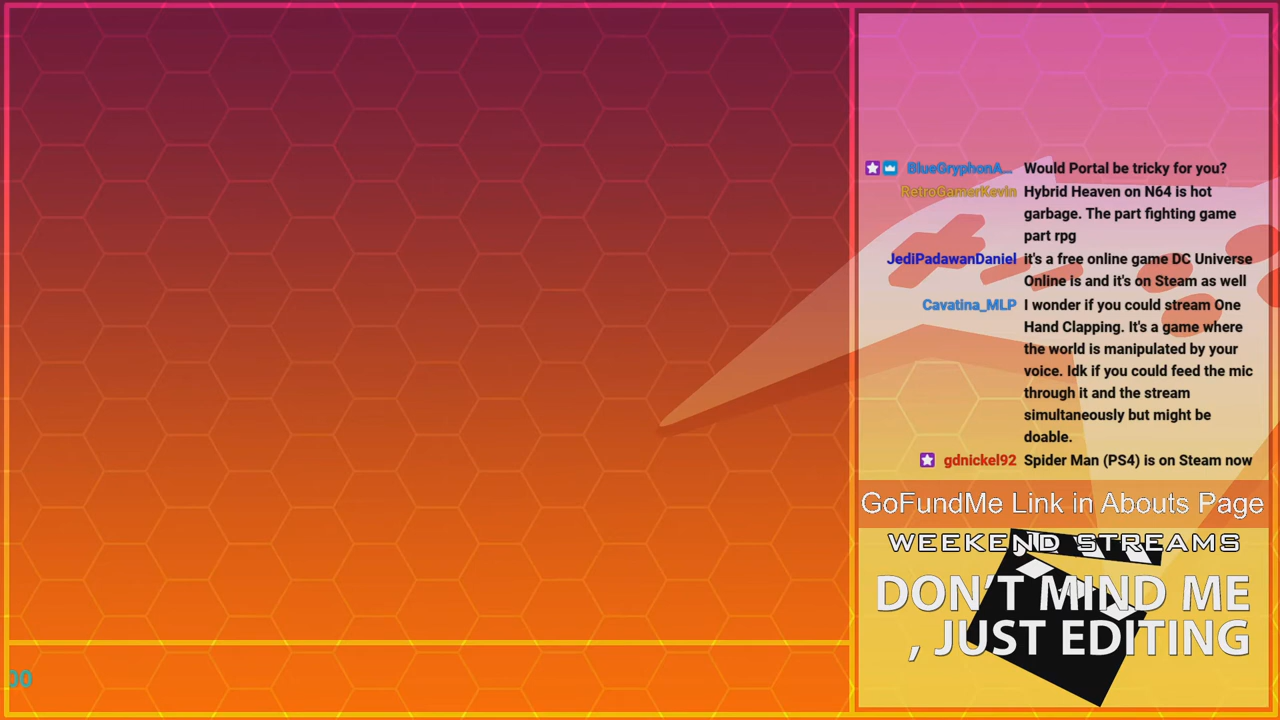 BlueGryphonA... Would Portal be tricky for you?
RetroGamerKevin Hybrid Heaven on N64 is hot
garbage. The part fighting game
part rpg
JediPadawanDaniel it's a free online game DC Universe
Online is and it's on Steam as well
Cavatina_MLP I wonder if you could stream One
Hand Clapping. It's a game where
the world is manipulated by your
voice. Idk if you could feed the mic
through it and the stream
simultaneously but might be
doable.
gdnickel92 Spider Man (PS4) is on Steam now
GoFundMe Link in Abouts Page
WEEKEND STREAMS
DON'T MIND ME
, JUST EDITING
00